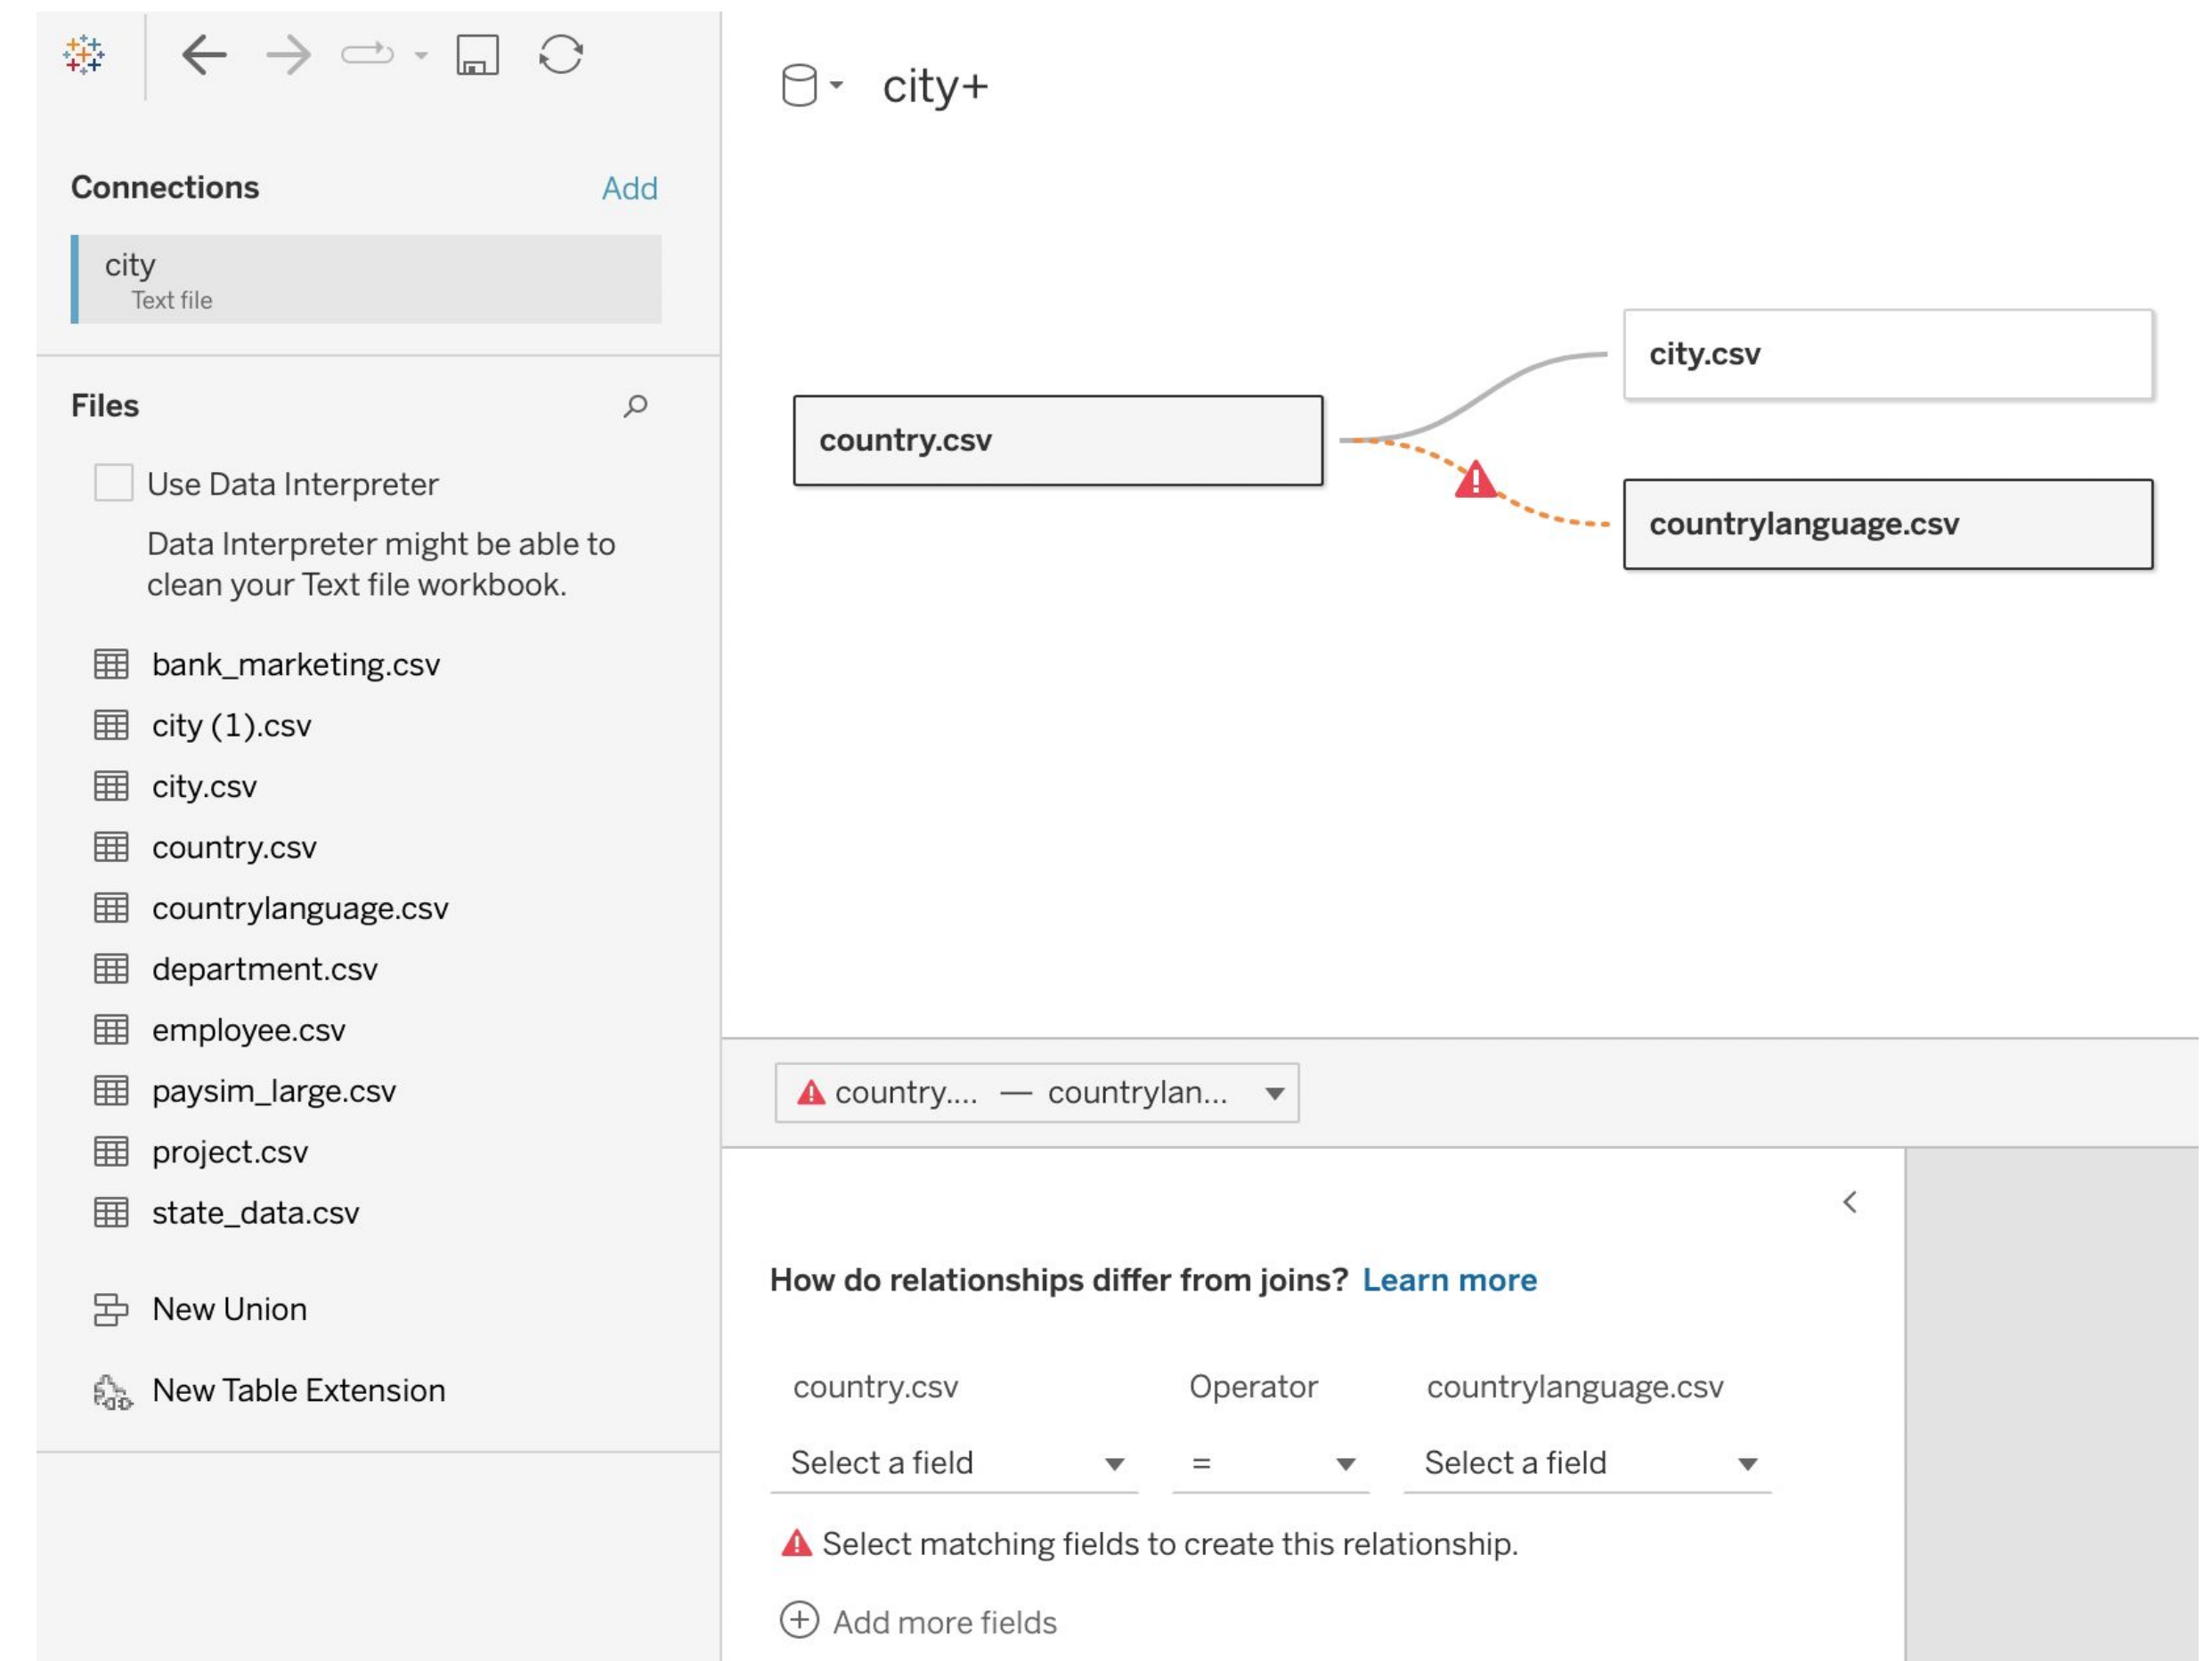 city+
Connections
Add
city
Text file
Files
Use Data Interpreter
Data Interpreter might be able to
clean your Text file workbook.
bank_marketing.csv
city (1).csv
city.csv
country.csv
countrylanguage.csv
department.csv
employee.csv
paysim_large.csv
project.csv
state_data.csv
New Union
New Table Extension
country.csv
city.csv
countrylanguage.csv
country.... — countrylan...
How do relationships differ from joins? Learn more
country.csv Operator countrylanguage.csv
Select a field = Select a field
Select matching fields to create this relationship.
Add more fields